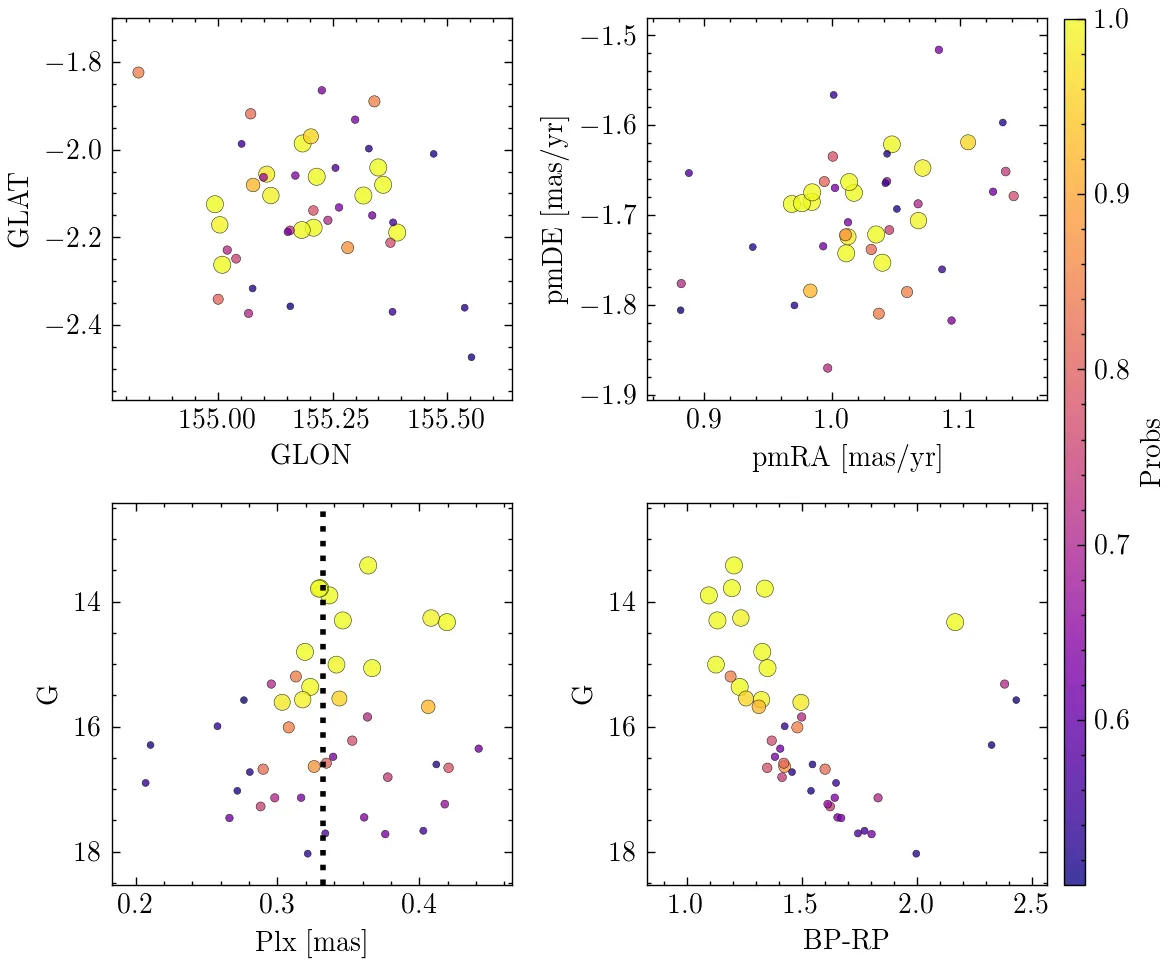 −1.8
−2.0
−2.2
−2.4
GLAT
155.00 155.25 155.50
GLON
−1.5
−1.6
−1.7
−1.8
−1.9
pmDE [mas/yr]
0.9 1.0 1.1
pmRA [mas/yr]
14
16
18
G
0.2 0.3 0.4
Plx [mas]
14
16
18
G
1.0 1.5 2.0 2.5
BP-RP
1.0
0.9
0.8
0.7
0.6
Probs